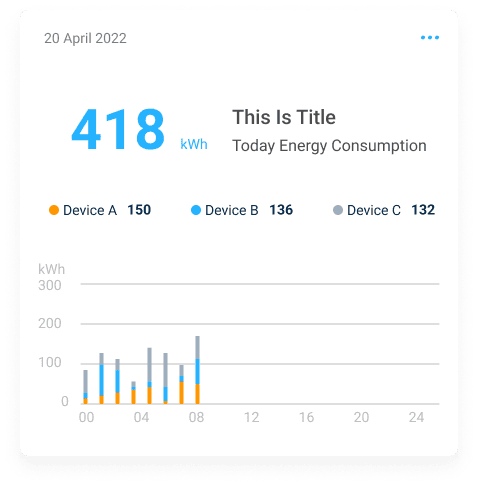 20 April 2022
418 kWh
This Is Title
Today Energy Consumption
Device A 150 Device B 136 Device C 132
kWh
300
200
100
0
00 04 08 12 16 20 24